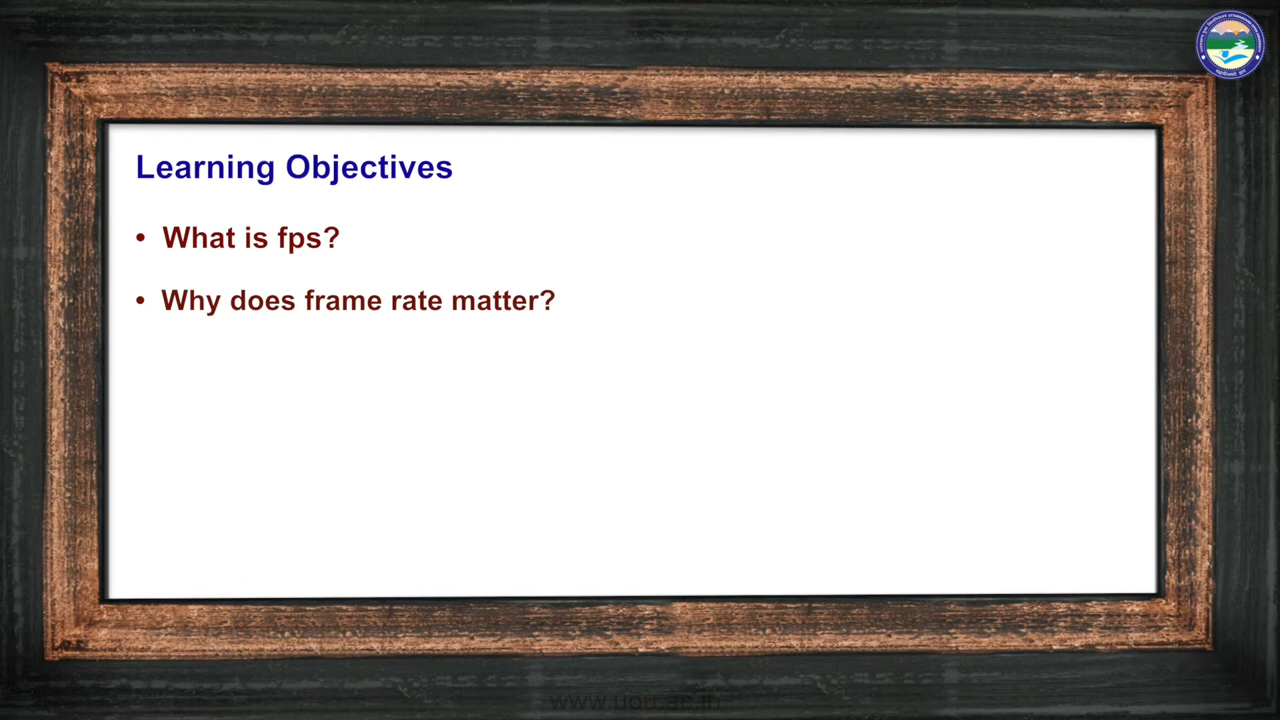 Learning Objectives
• What is fps?
• Why does frame rate matter?